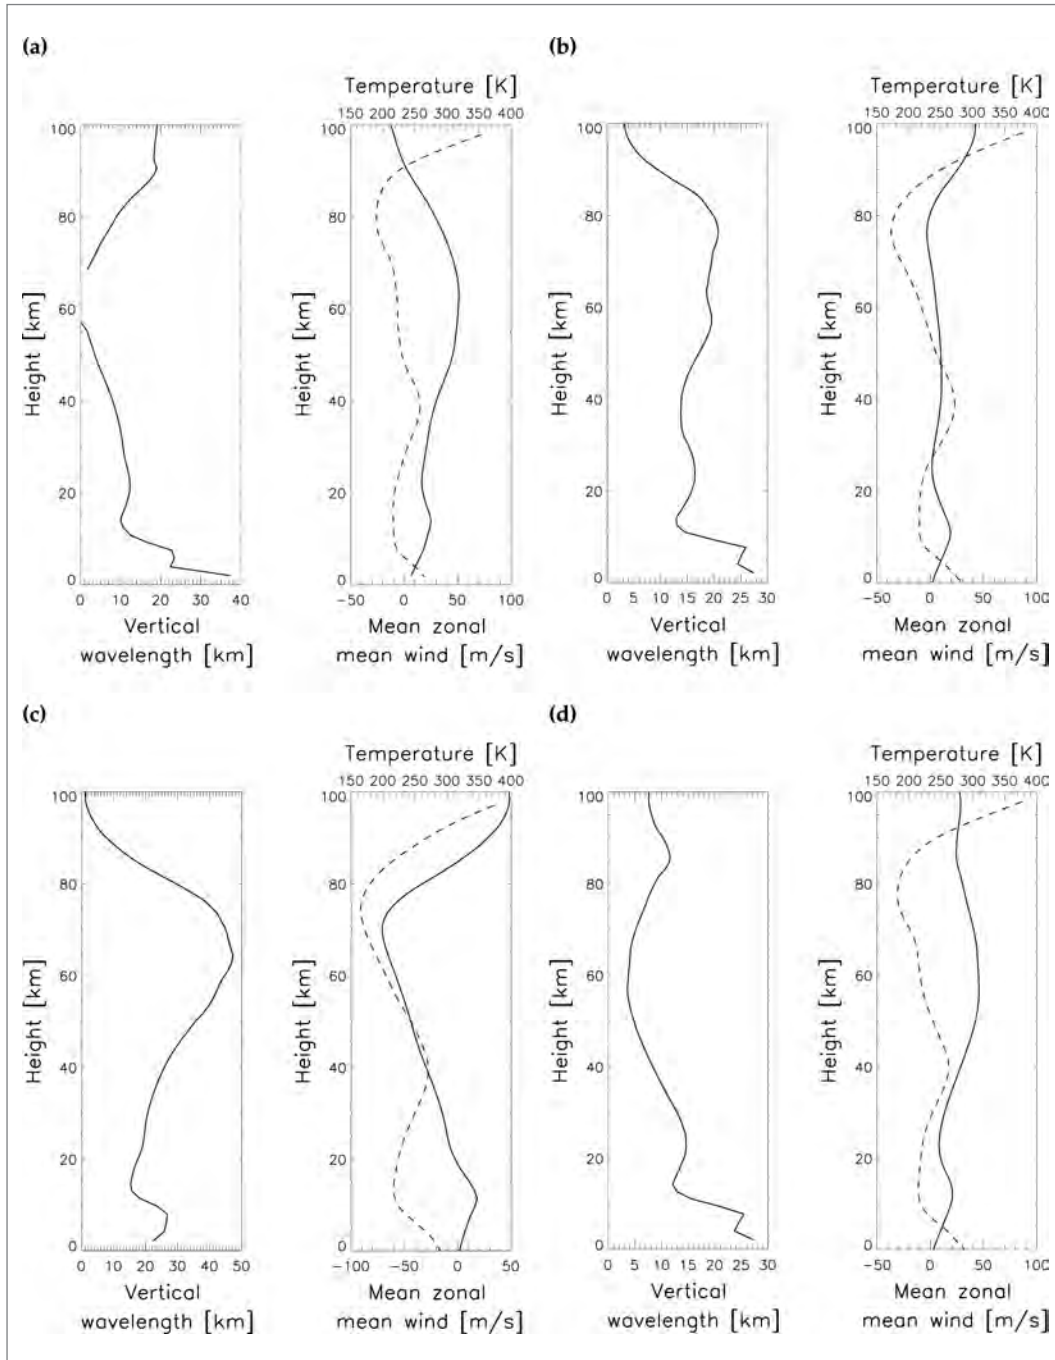 (a)
(b)
Temperature [K]
Temperature [K]
150 200 250 300 350 400
150 200 250 300 350 400
100
80
60
40
20
0
Height [km]
0 10 20 30 40
Vertical
wavelength [km]
100
80
60
40
20
0
Height [km]
−50 0 50 100
Mean zonal
mean wind [m/s]
100
80
60
40
20
0
Height [km]
0 5 10 15 20 25 30
Vertical
wavelength [km]
100
80
60
40
20
0
Height [km]
−50 0 50 100
Mean zonal
mean wind [m/s]
(c)
(d)
Temperature [K]
Temperature [K]
150 200 250 300 350 400
150 200 250 300 350 400
100
80
60
40
20
0
Height [km]
0 10 20 30 40 50
Vertical
wavelength [km]
100
80
60
40
20
0
Height [km]
−100 −50 0 50
Mean zonal
mean wind [m/s]
100
80
60
40
20
0
Height [km]
0 5 10 15 20 25 30
Vertical
wavelength [km]
100
80
60
40
20
0
Height [km]
−50 0 50 100
Mean zonal
mean wind [m/s]